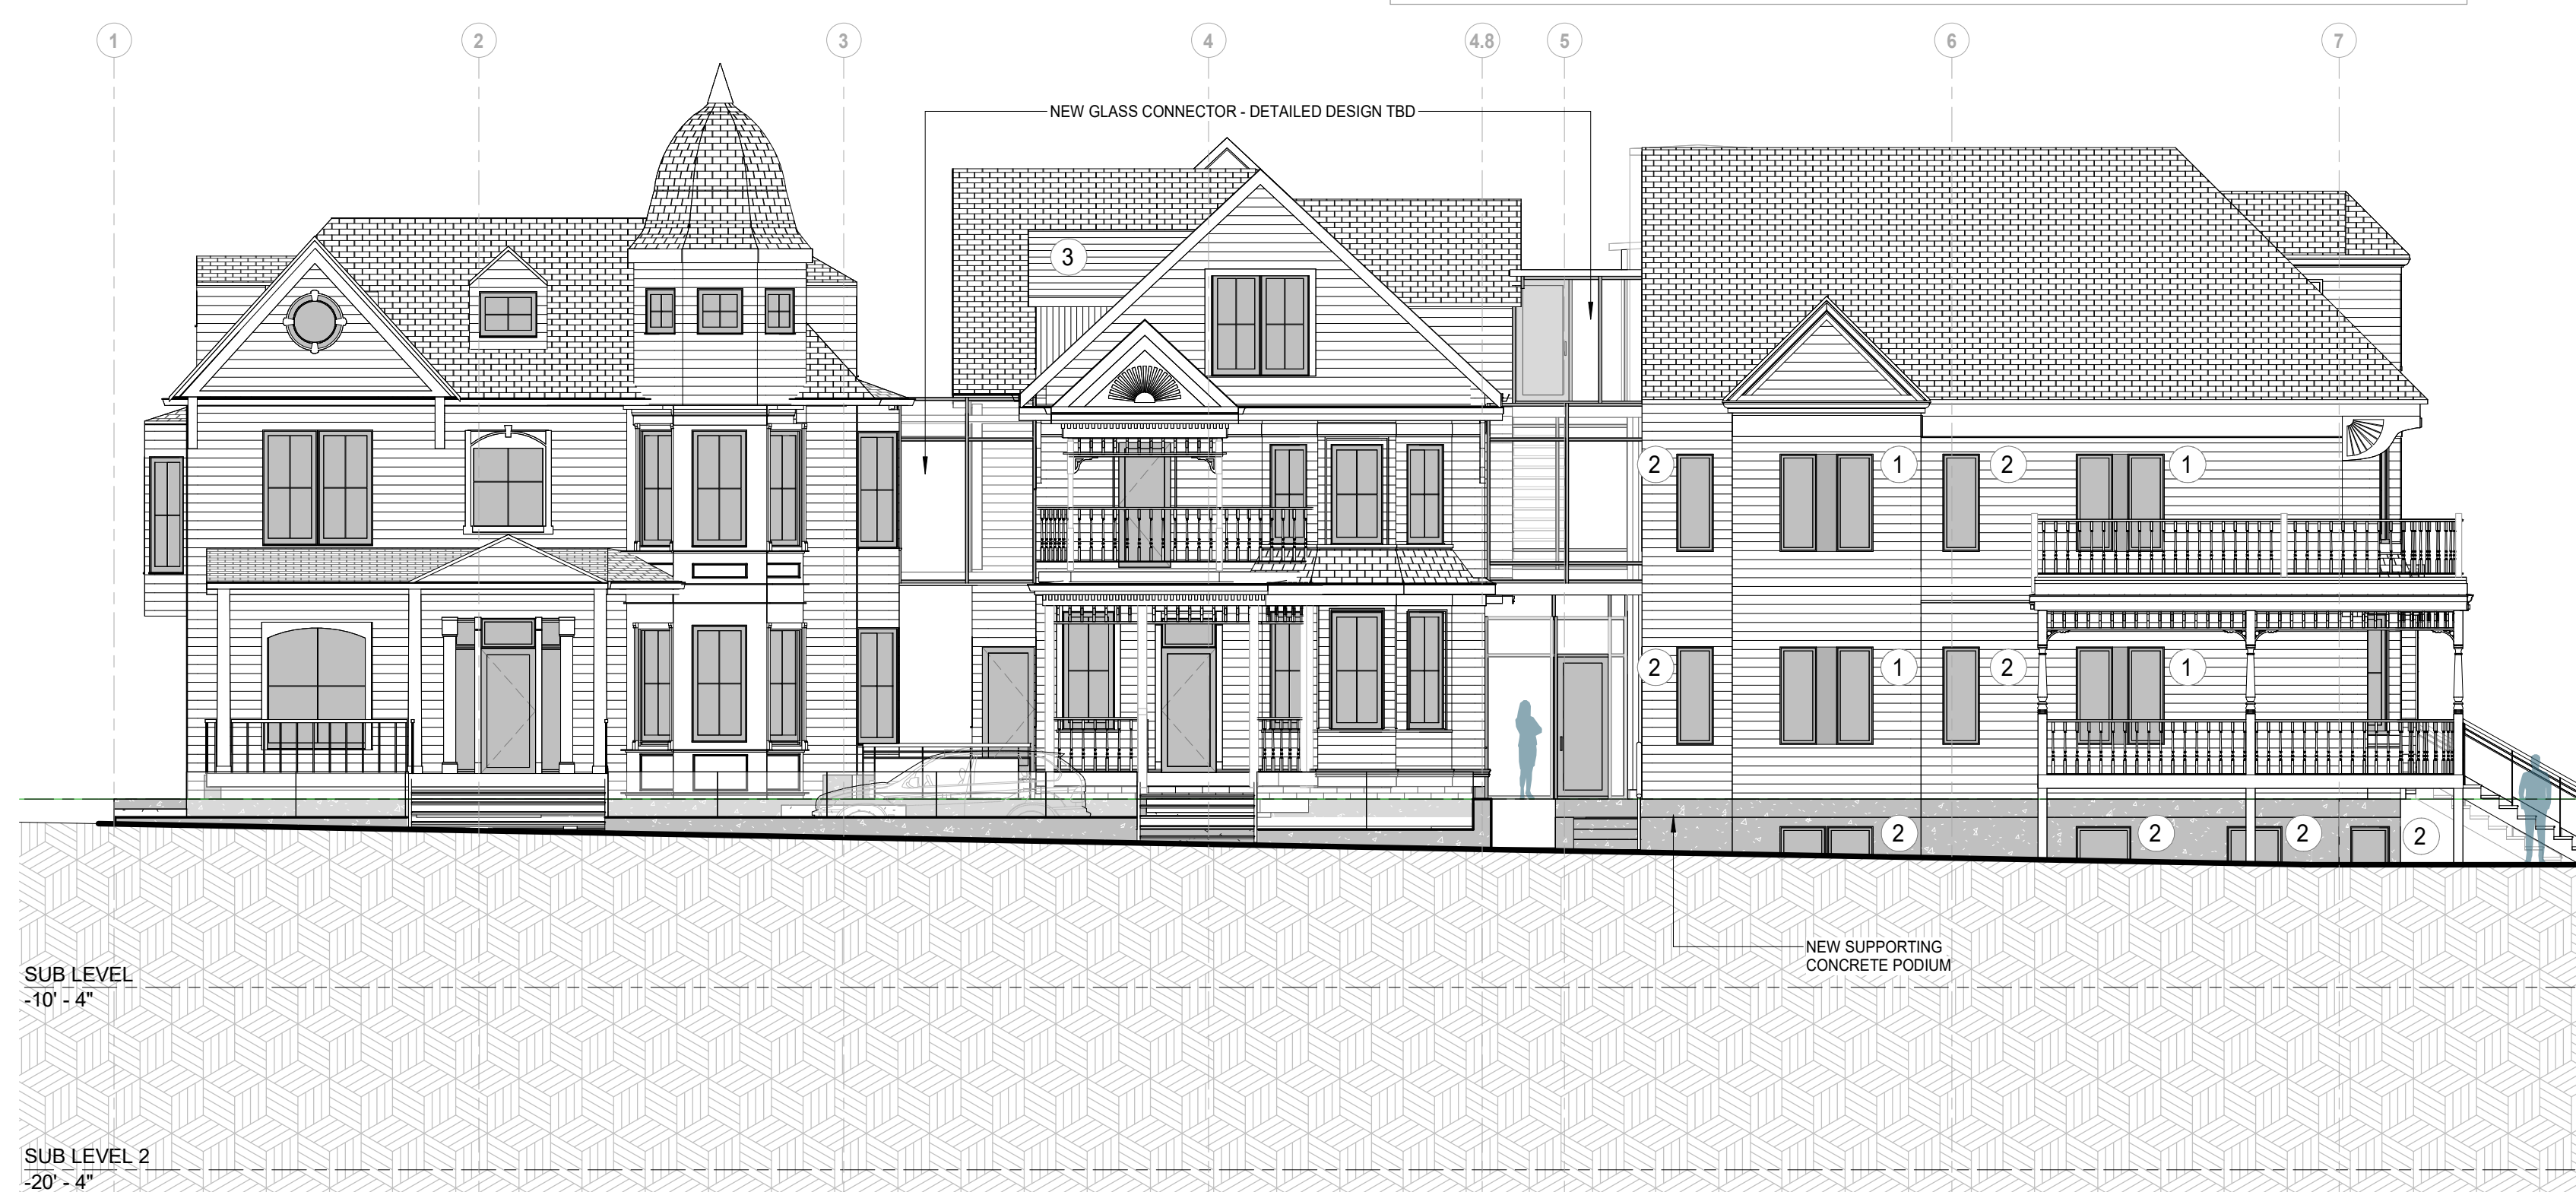 1 2 3 4 4.8 5 6 7
NEW GLASS CONNECTOR - DETAILED DESIGN TBD
3
2 1 2 1
2 1 2 1
2 2 2 2
NEW SUPPORTING
CONCRETE PODIUM
SUB LEVEL
-10' - 4"
SUB LEVEL 2
-20' - 4"